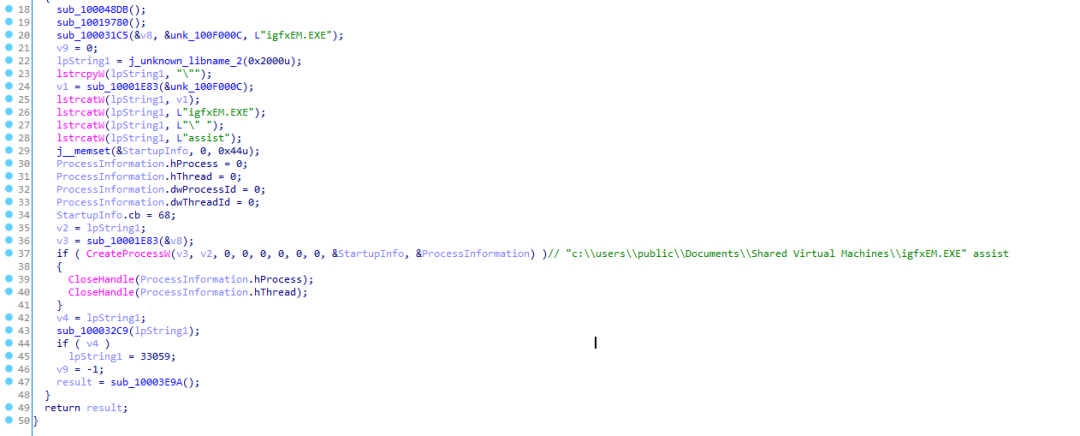 18 sub_100048DB();
19 sub_10019780();
20 sub_100031C5(&v8, &unk_100F000C, L"igfxEM.EXE");
21 v9 = 0;
22 lpString1 = j_unknown_libname_2(0x2000u);
23 lstrcpyW(lpString1, "\"");
24 v1 = sub_10001E83(&unk_100F000C);
25 lstrcatW(lpString1, v1);
26 lstrcatW(lpString1, L"igfxEM.EXE");
27 lstrcatW(lpString1, L"\" ");
28 lstrcatW(lpString1, L"assist");
29 j__memset(&StartupInfo, 0, 0x44u);
30 ProcessInformation.hProcess = 0;
31 ProcessInformation.hThread = 0;
32 ProcessInformation.dwProcessId = 0;
33 ProcessInformation.dwThreadId = 0;
34 StartupInfo.cb = 68;
35 v2 = lpString1;
36 v3 = sub_10001E83(&v8);
37 if ( CreateProcessW(v3, v2, 0, 0, 0, 0, 0, 0, &StartupInfo, &ProcessInformation) )// "c:\\users\\public\\Documents\\Shared Virtual Machines\\igfxEM.EXE" assist
38 {
39 CloseHandle(ProcessInformation.hProcess);
40 CloseHandle(ProcessInformation.hThread);
41 }
42 v4 = lpString1;
43 sub_100032C9(lpString1);
44 if ( v4 )
45 lpString1 = 33059;
46 v9 = -1;
47 result = sub_10003E9A();
48 }
49 return result;
50 }